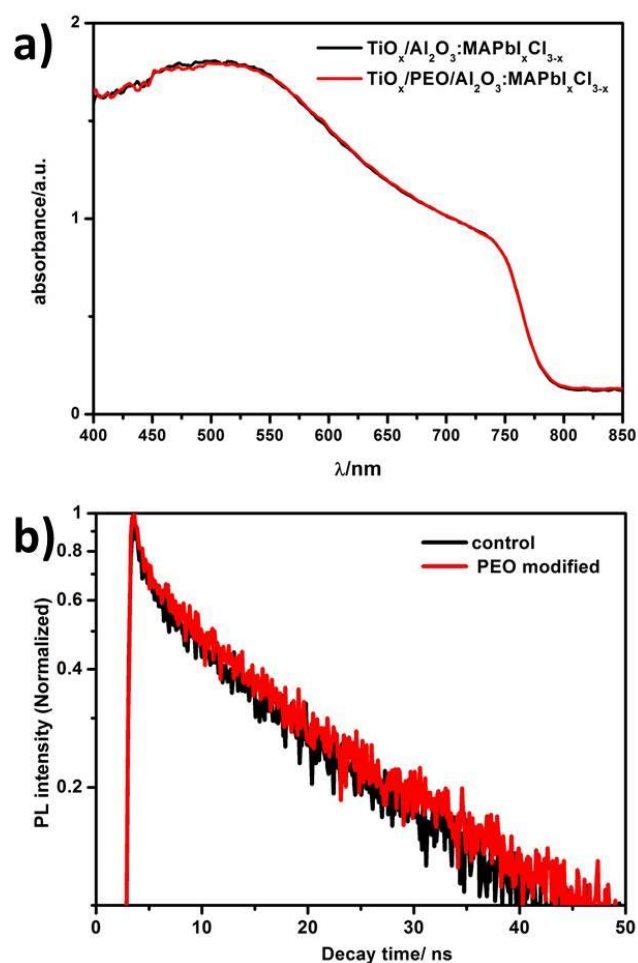 a)
TiOₓ/Al₂O₃:MAPbIₓCl₃₋ₓ
TiOₓ/PEO/Al₂O₃:MAPbIₓCl₃₋ₓ
2
1
0
absorbance/a.u.
400 450 500 550 600 650 700 750 800 850
λ/nm
b)
control
PEO modified
1
0.8
0.6
0.4
0.2
PL intensity (Normalized)
0 10 20 30 40 50
Decay time/ ns